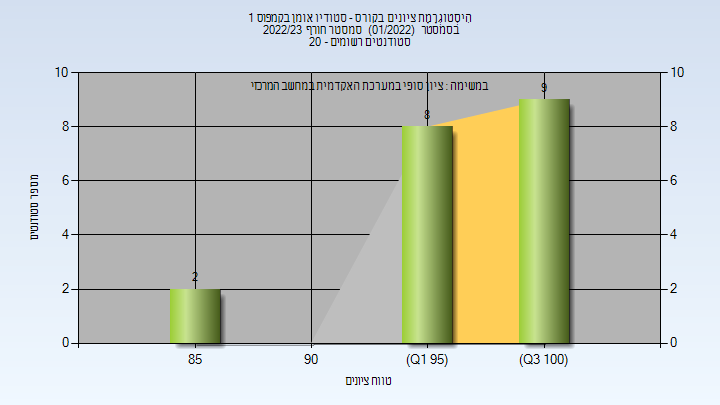 היסטוגרמת ציונים בקורס - סטודיו אומן בקמפוס 1
בסמסטר (01/2022) סמסטר חורף 2022/23
סטודנטים רשומים - 20
במשימה : ציון סופי במערכת האקדמית במחשב המרכזי
10
8
6
4
2
0
10
8
6
4
2
0
2
8
9
85
90
(Q1 95)
(Q3 100)
מספר סטודנטים
טווח ציונים